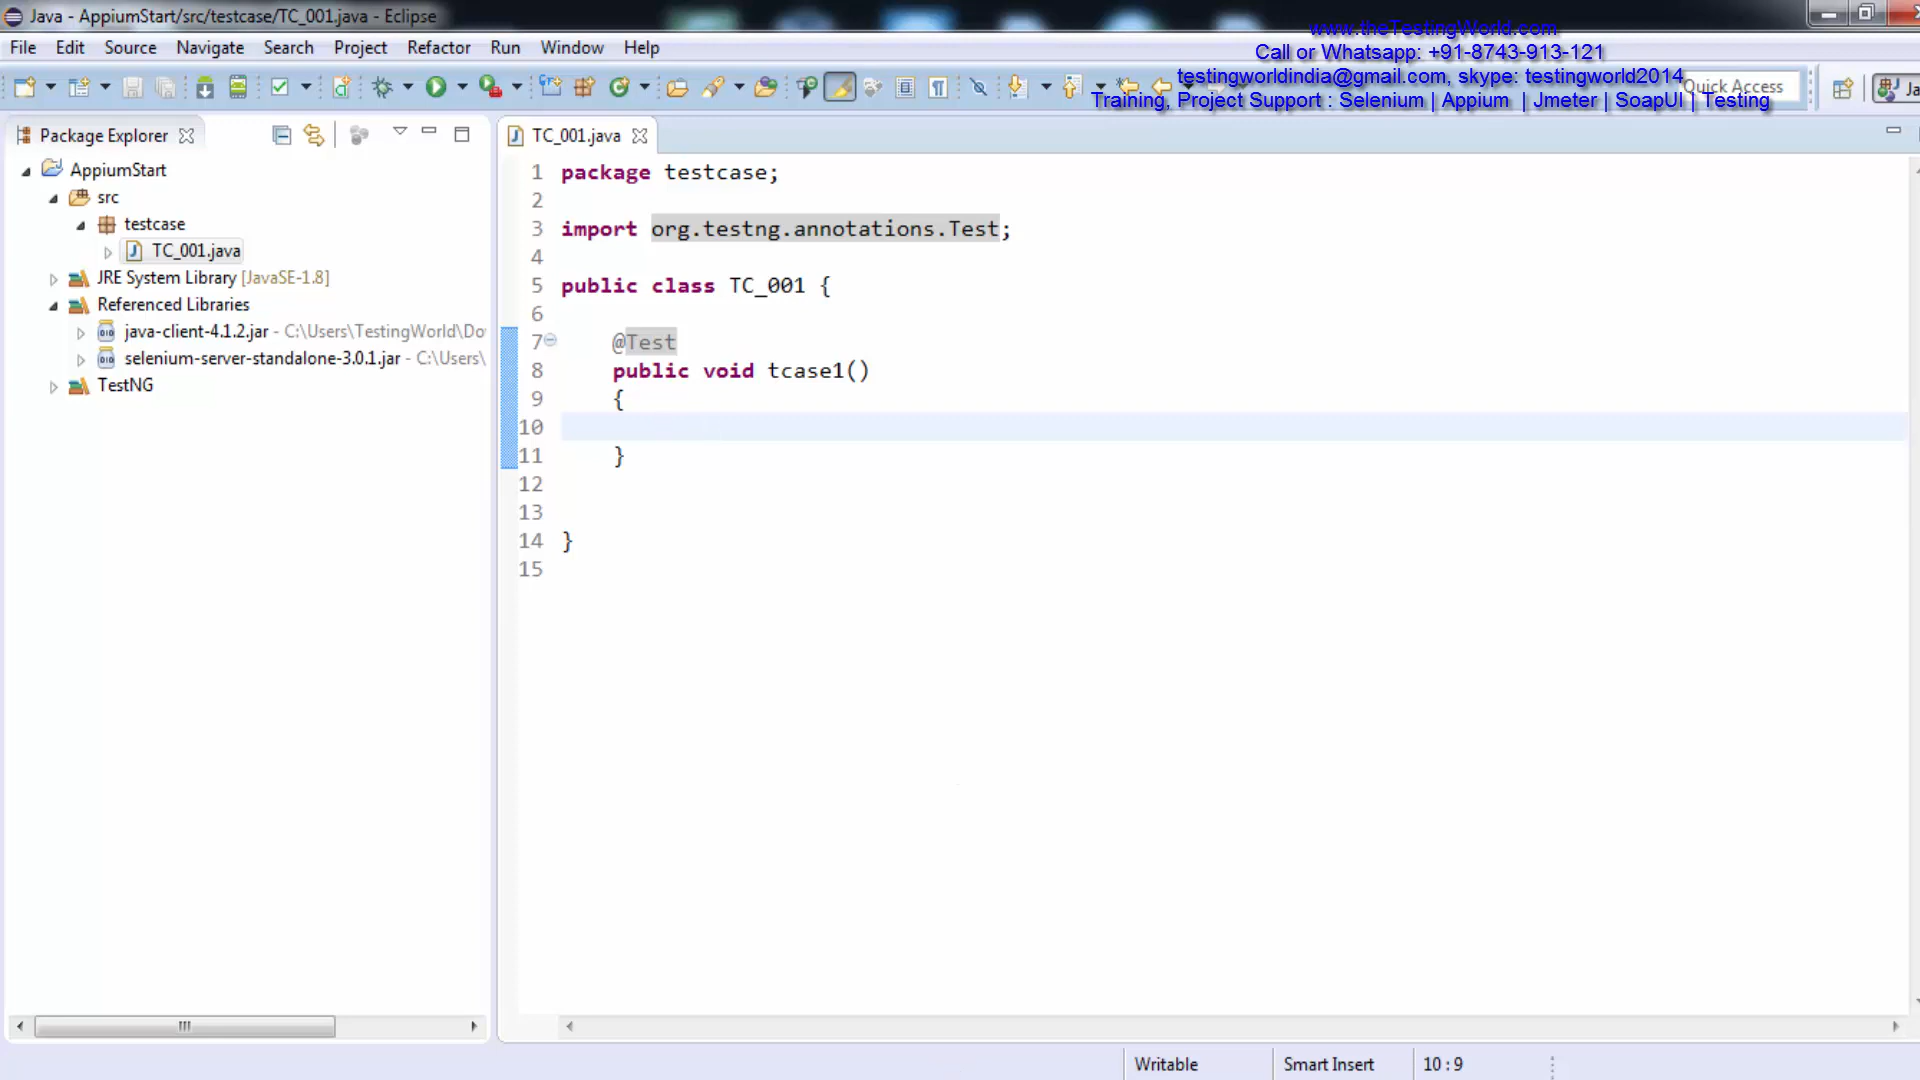 Java - AppiumStart/src/testcase/TC_001.java - Eclipse
www.theTestingWorld.com
File Edit Source Navigate Search Project Refactor Run Window Help
Call or Whatsapp: +91-8743-913-121
testingworldindia@gmail.com, skype: testingworld2014
Quick Access
Training, Project Support : Selenium | Appium | Jmeter | SoapUI | Testing
Package Explorer
TC_001.java
AppiumStart
src
testcase
TC_001.java
JRE System Library [JavaSE-1.8]
Referenced Libraries
java-client-4.1.2.jar - C:\Users\TestingWorld\Do
selenium-server-standalone-3.0.1.jar - C:\Users\
TestNG
1 package testcase;
2
3 import org.testng.annotations.Test;
4
5 public class TC_001 {
6
7 @Test
8 public void tcase1()
9 {
10
11 }
12
13
14 }
15
Writable Smart Insert 10 : 9